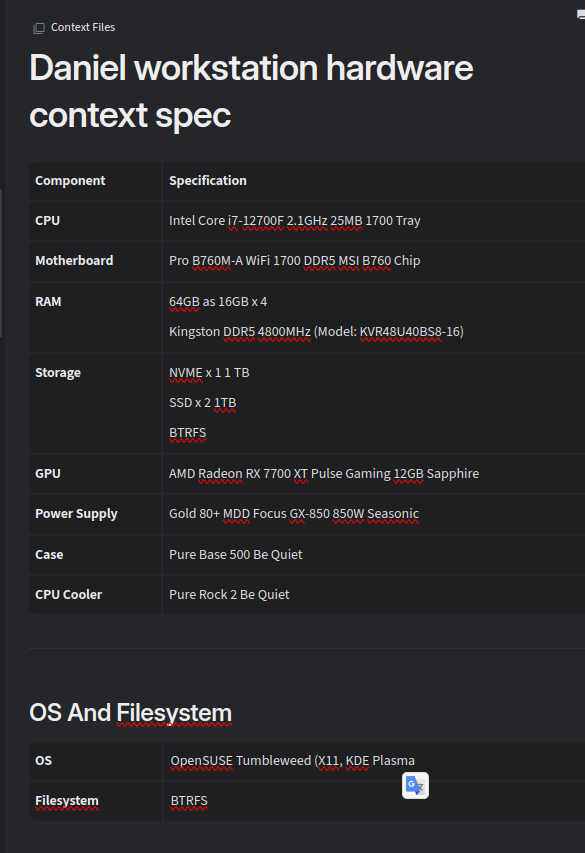 Context Files
Daniel workstation hardware
context spec
Component Specification
CPU Intel Core i7-12700F 2.1GHz 25MB 1700 Tray
Motherboard Pro B760M-A WiFi 1700 DDR5 MSI B760 Chip
RAM 64GB as 16GB x 4
Kingston DDR5 4800MHz (Model: KVR48U40BS8-16)
Storage NVME x 1 1 TB
SSD x 2 1TB
BTRFS
GPU AMD Radeon RX 7700 XT Pulse Gaming 12GB Sapphire
Power Supply Gold 80+ MDD Focus GX-850 850W Seasonic
Case Pure Base 500 Be Quiet
CPU Cooler Pure Rock 2 Be Quiet
OS And Filesystem
OS OpenSUSE Tumbleweed (X11, KDE Plasma
Filesystem BTRFS